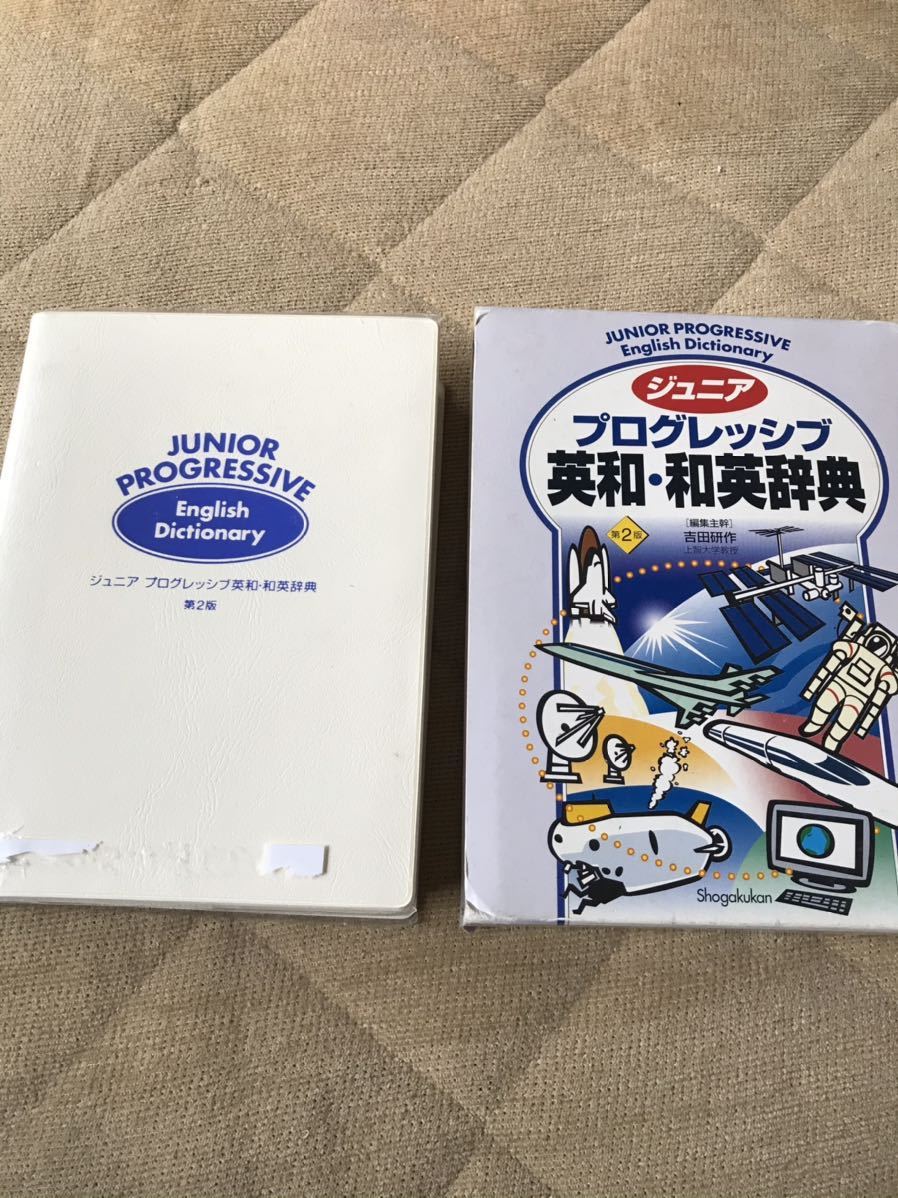 JUNIOR
PROGRESSIVE
English
Dictionary
ジュニア プログレッシブ英和・和英辞典
第2版
JUNIOR PROGRESSIVE
English Dictionary
ジュニア
プログレッシブ
英和・和英辞典
第2版
[編集主幹]
吉田研作
上智大学教授
Shogakukan